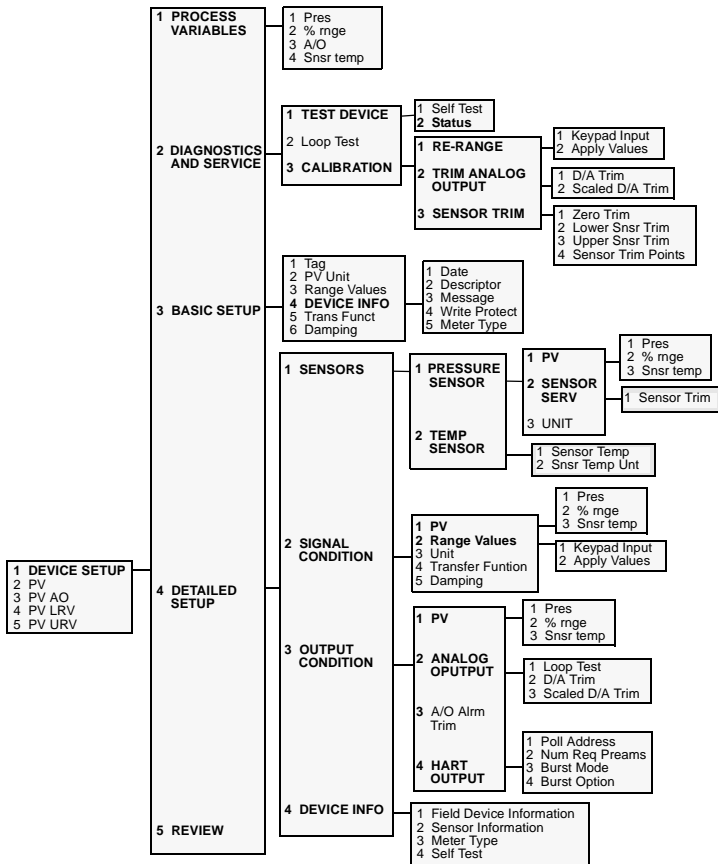 1 DEVICE SETUP
2 PV
3 PV AO
4 PV LRV
5 PV URV
1 PROCESS
VARIABLES
2 DIAGNOSTICS
AND SERVICE
3 BASIC SETUP
4 DETAILED
SETUP
5 REVIEW
1 Pres
2 % rnge
3 A/O
4 Snsr temp
1 TEST DEVICE
2 Loop Test
3 CALIBRATION
1 Self Test
2 Status
1 RE-RANGE
2 TRIM ANALOG
OUTPUT
3 SENSOR TRIM
1 Keypad Input
2 Apply Values
1 D/A Trim
2 Scaled D/A Trim
1 Zero Trim
2 Lower Snsr Trim
3 Upper Snsr Trim
4 Sensor Trim Points
1 Tag
2 PV Unit
3 Range Values
4 DEVICE INFO
5 Trans Funct
6 Damping
1 Date
2 Descriptor
3 Message
4 Write Protect
5 Meter Type
1 SENSORS
2 SIGNAL
CONDITION
3 OUTPUT
CONDITION
4 DEVICE INFO
1 PRESSURE
SENSOR
2 TEMP
SENSOR
1 PV
2 SENSOR
SERV
3 UNIT
1 Pres
2 % rnge
3 Snsr temp
1 Sensor Trim
1 Sensor Temp
2 Snsr Temp Unt
1 PV
2 Range Values
3 Unit
4 Transfer Funtion
5 Damping
1 Pres
2 % rnge
3 Snsr temp
1 Keypad Input
2 Apply Values
1 PV
2 ANALOG
OPUTPUT
3 A/O Alrm
Trim
4 HART
OUTPUT
1 Pres
2 % rnge
3 Snsr temp
1 Loop Test
2 D/A Trim
3 Scaled D/A Trim
1 Poll Address
2 Num Req Preams
3 Burst Mode
4 Burst Option
1 Field Device Information
2 Sensor Information
3 Meter Type
4 Self Test